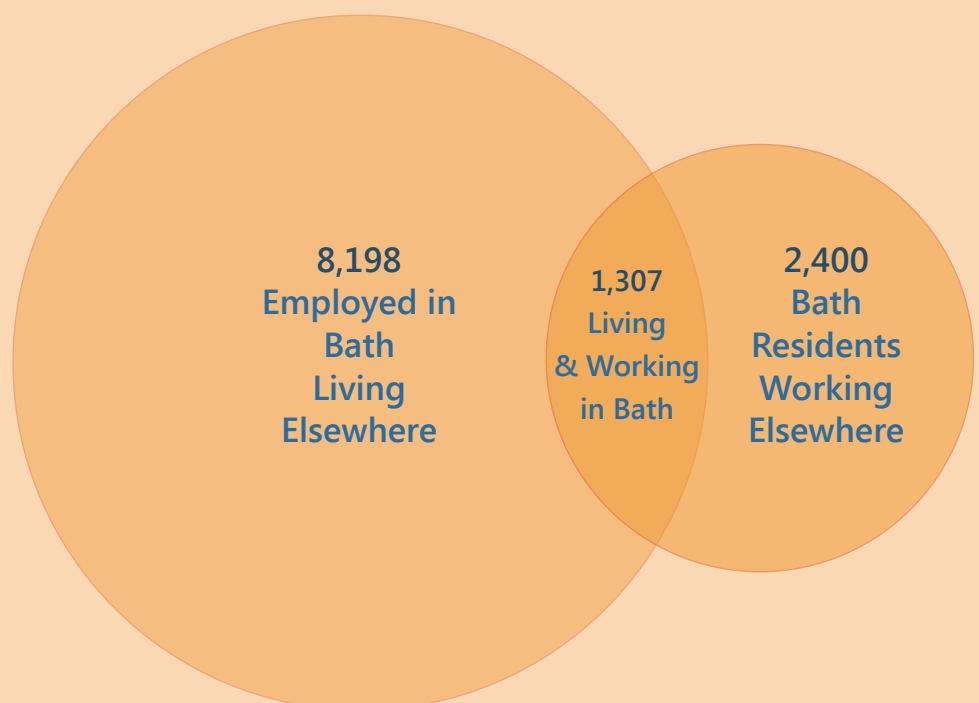 8,198
Employed in
Bath
Living
Elsewhere
1,307
Living
& Working
in Bath
2,400
Bath
Residents
Working
Elsewhere